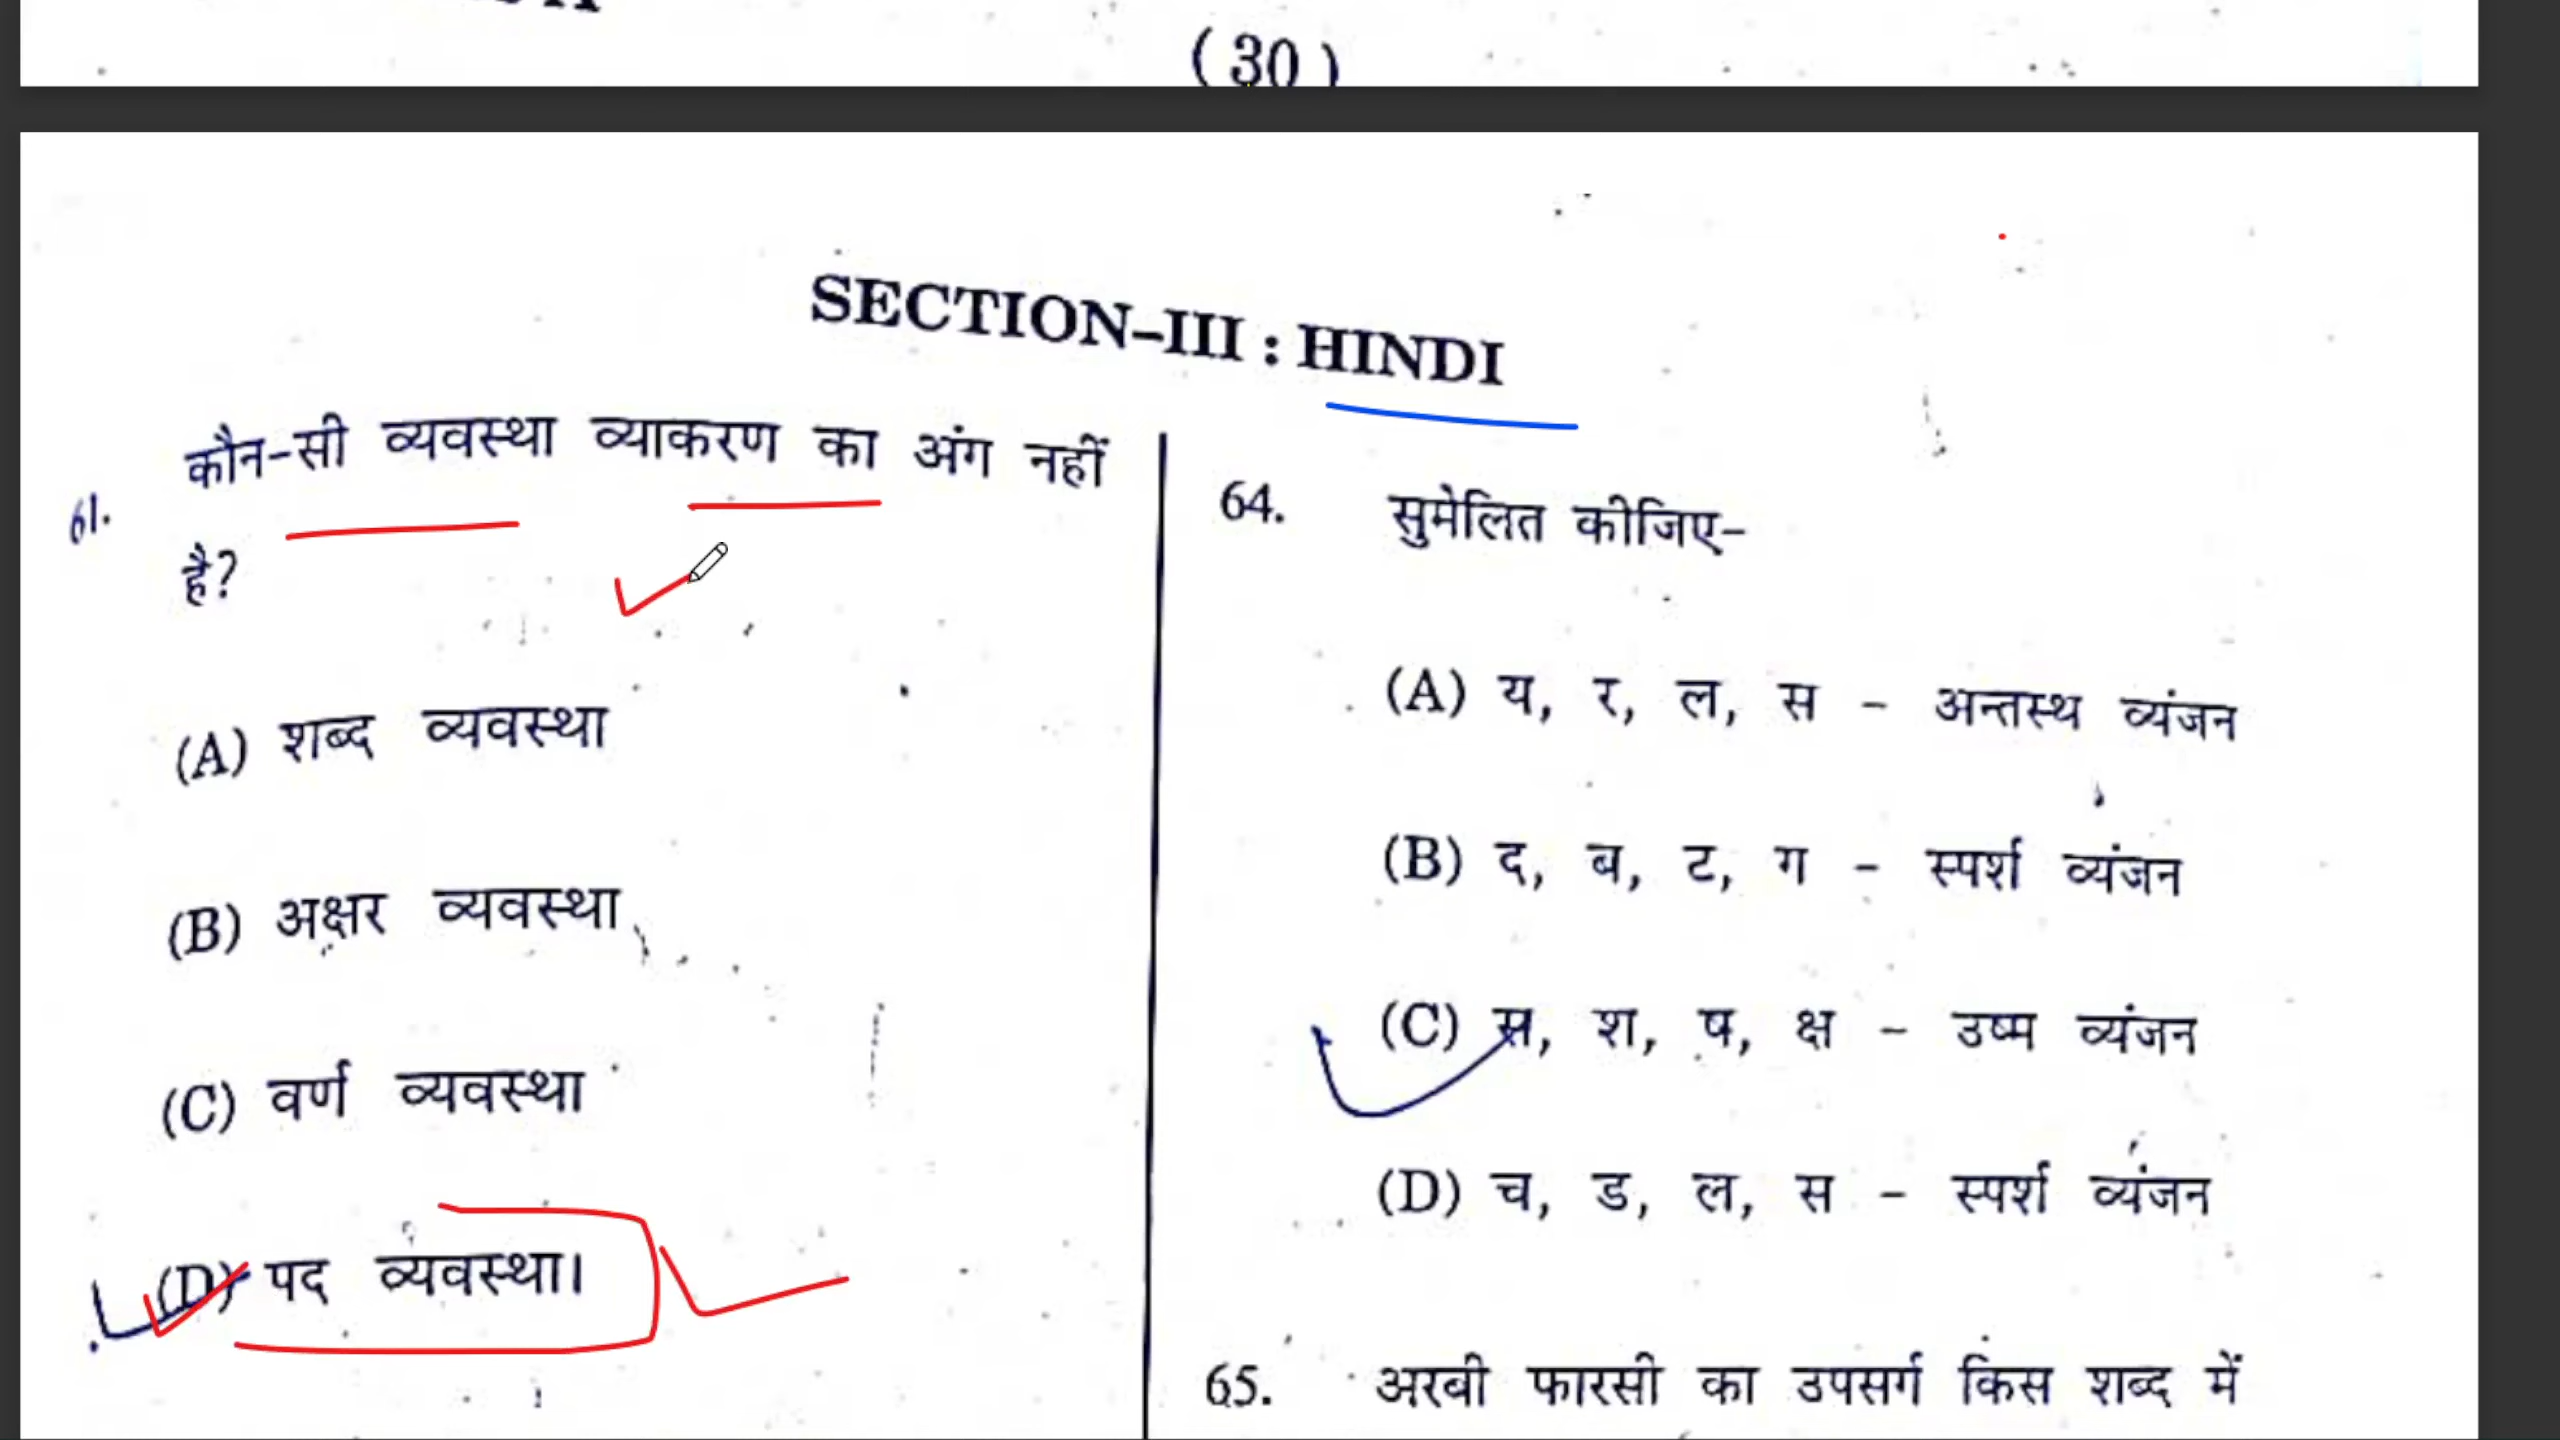 ( 30 )
SECTION–III : HINDI
61. कौन-सी व्यवस्था व्याकरण का अंग नहीं
है?
(A) शब्द व्यवस्था
(B) अक्षर व्यवस्था
(C) वर्ण व्यवस्था
(D) पद व्यवस्था।
64. सुमेलित कीजिए–
(A) य, र, ल, स – अन्तस्थ व्यंजन
(B) द, ब, ट, ग – स्पर्श व्यंजन
(C) स, श, ष, क्ष – उष्म व्यंजन
(D) च, ड, ल, स – स्पर्श व्यंजन
65. अरबी फारसी का उपसर्ग किस शब्द में